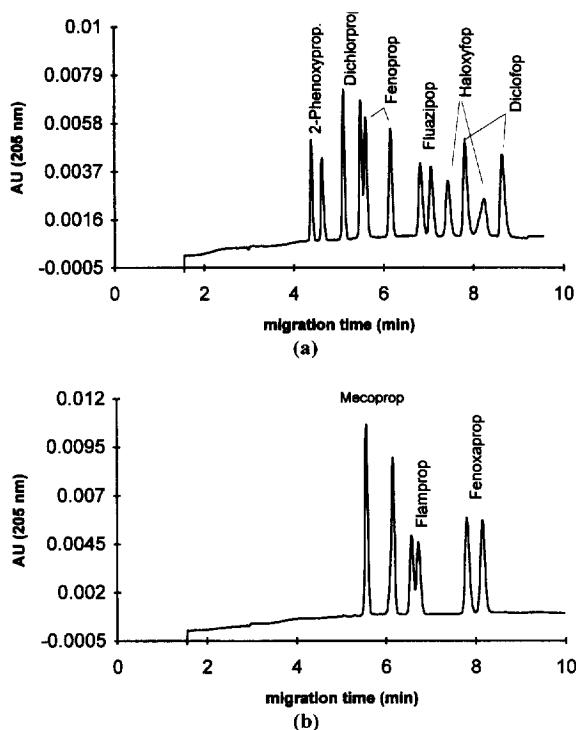 0.01
0.0079
0.0058
0.0037
0.0016
-0.0005
AU (205 nm)
2-Phenoxyprop.
Dichlorpro
Fenoprop
Fluazipop
Haloxyfop
Diclofop
0 2 4 6 8 10
migration time (min)
(a)
0.012
0.0095
0.007
0.0045
0.002
-0.0005
AU (205 nm)
Mecoprop
Flamprop
Fenoxaprop
0 2 4 6 8 10
migration time (min)
(b)